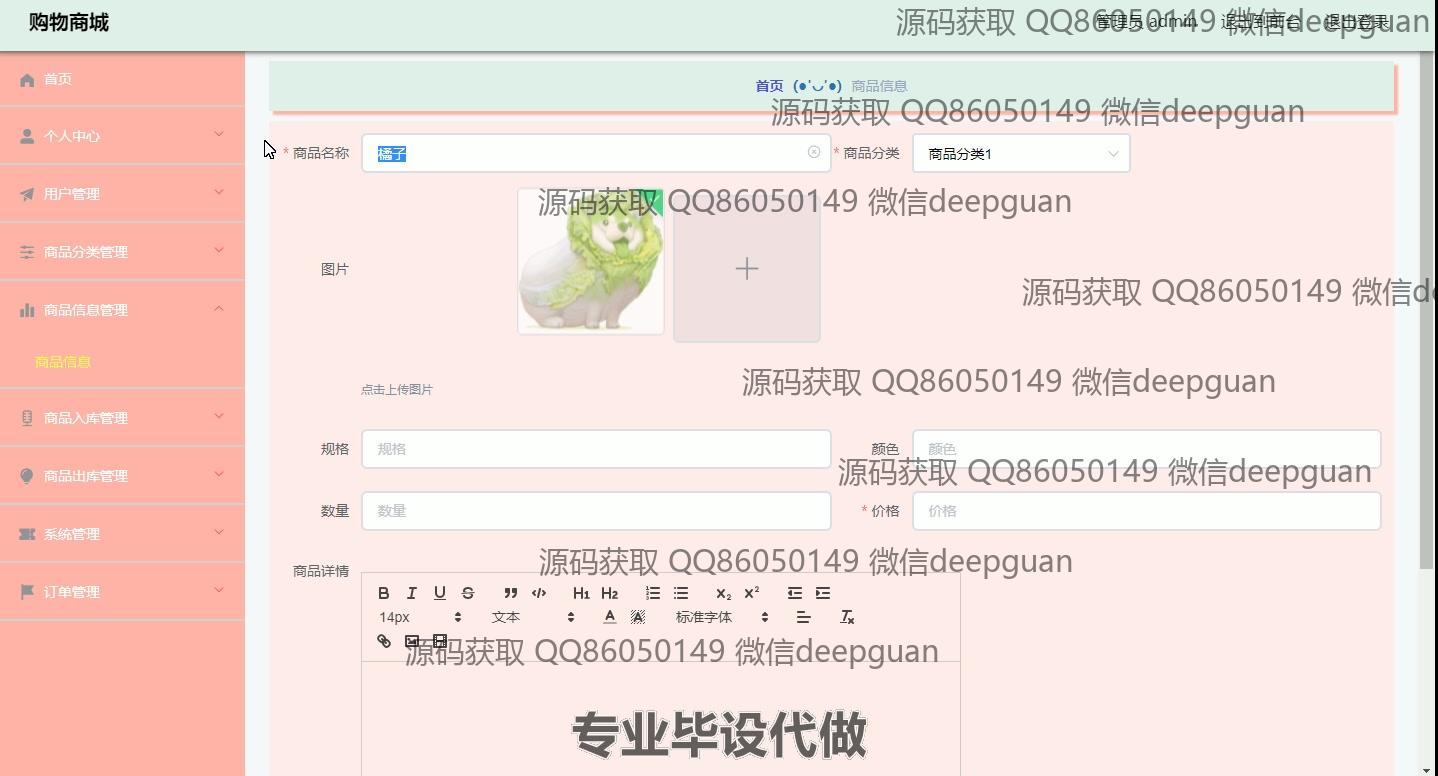 购物商城
源码获取 QQ86050149 微信deepguan
管理员 admin 退出到前台 退出登录
首页
首页 (●'◡'●) 商品信息
源码获取 QQ86050149 微信deepguan
个人中心
* 商品名称 橘子 * 商品分类 商品分类1
用户管理
源码获取 QQ86050149 微信deepguan
商品分类管理
图片
源码获取 QQ86050149 微信de
商品信息管理
商品信息
点击上传图片
源码获取 QQ86050149 微信deepguan
商品入库管理
规格 规格 颜色 颜色
源码获取 QQ86050149 微信deepguan
商品出库管理
数量 数量 * 价格 价格
系统管理
源码获取 QQ86050149 微信deepguan
商品详情
订单管理
B I U S H1 H2 X2 X2
14px 文本 A A 标准字体 Tx
源码获取 QQ86050149 微信deepguan
专业毕设代做